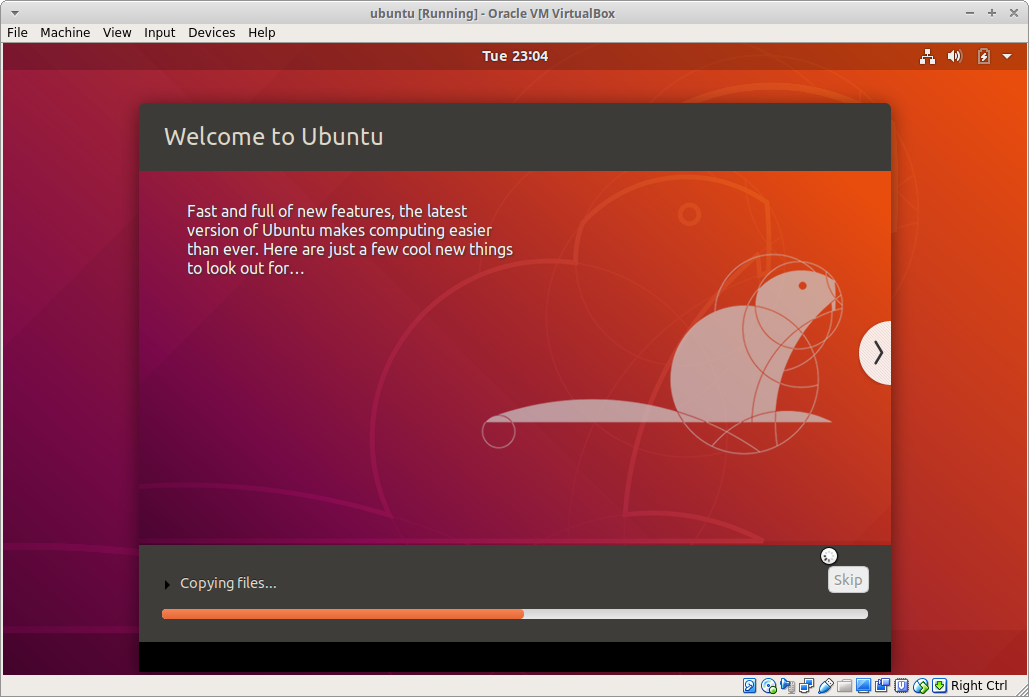 ubuntu [Running] - Oracle VM VirtualBox
File Machine View Input Devices Help
Tue 23:04
Welcome to Ubuntu
Fast and full of new features, the latest
version of Ubuntu makes computing easier
than ever. Here are just a few cool new things
to look out for…
Copying files…
Skip
Right Ctrl